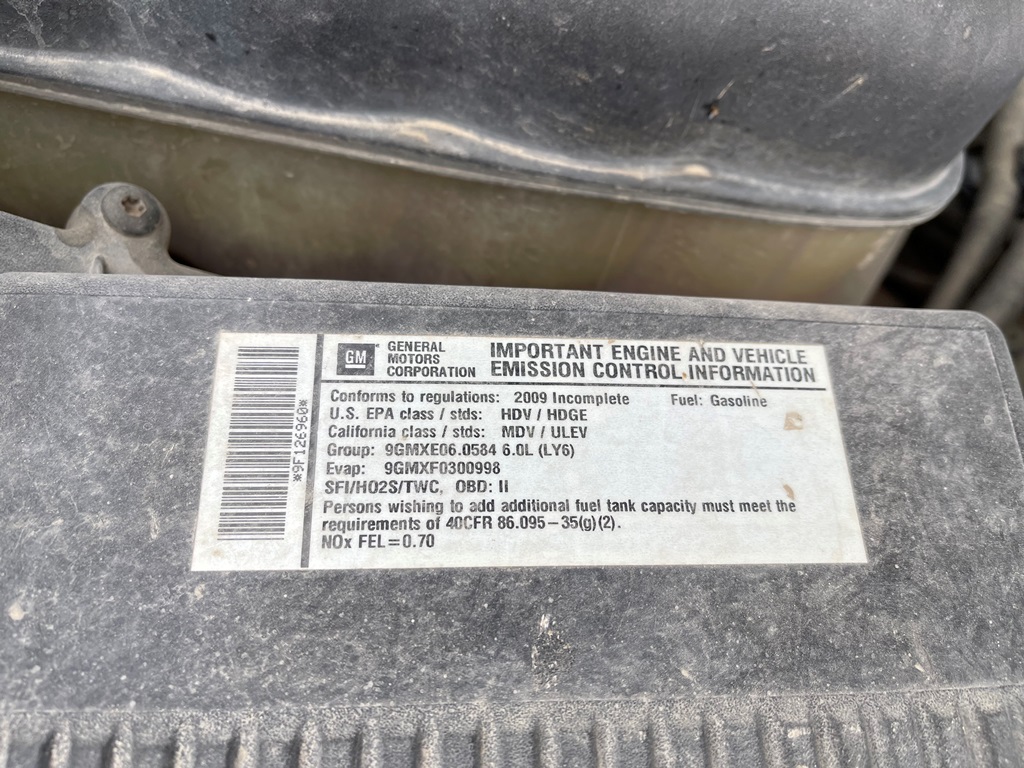 *9F126960*
GM
GENERAL
MOTORS
CORPORATION
IMPORTANT ENGINE AND VEHICLE
EMISSION CONTROL INFORMATION
Conforms to regulations: 2009 Incomplete Fuel: Gasoline
U.S. EPA class / stds: HDV / HDGE
California class / stds: MDV / ULEV
Group: 9GMXE06.0584 6.0L (LY6)
Evap: 9GMXF0300998
SFI/HO2S/TWC, OBD: II
Persons wishing to add additional fuel tank capacity must meet the
requirements of 40CFR 86.095-35(g)(2).
NOx FEL=0.70